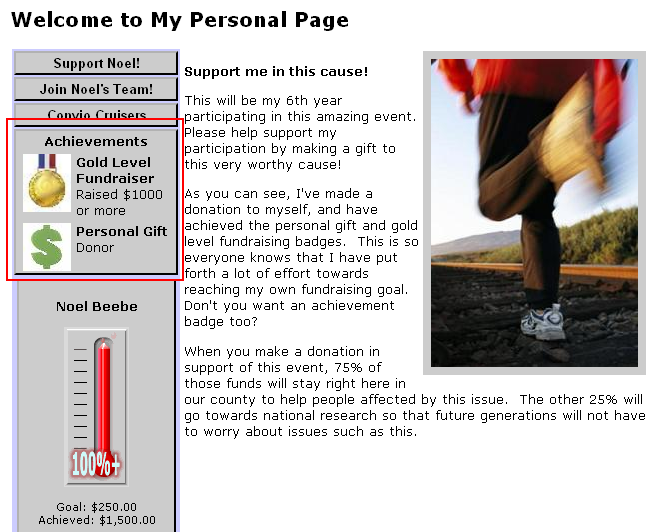 Welcome to My Personal Page
Support Noel!
Join Noel's Team!
Convio Cruisers
Achievements
Gold Level
Fundraiser
Raised $1000
or more
Personal Gift
Donor
Noel Beebe
100%+
Goal: $250.00
Achieved: $1,500.00
Support me in this cause!
This will be my 6th year
participating in this amazing event.
Please help support my
participation by making a gift to
this very worthy cause!
As you can see, I've made a
donation to myself, and have
achieved the personal gift and gold
level fundraising badges.  This is so
everyone knows that I have put
forth a lot of effort towards
reaching my own fundraising goal.
Don't you want an achievement
badge too?
When you make a donation in
support of this event, 75% of
those funds will stay right here in
our county to help people affected by this issue.  The other 25% will
go towards national research so that future generations will not have
to worry about issues such as this.